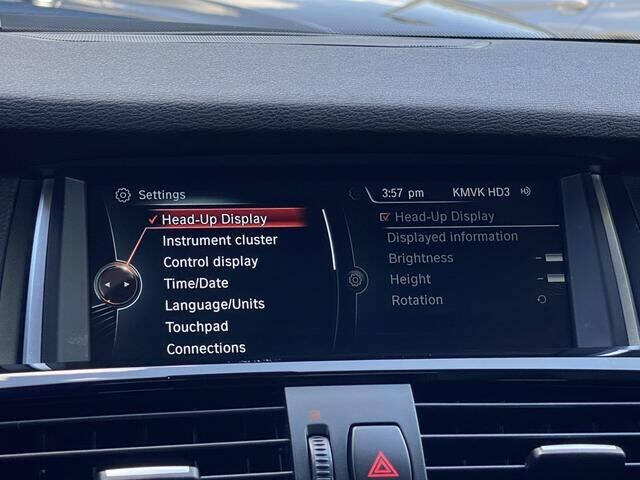 Settings
3:57 pm KMVK HD3
Head-Up Display
Instrument cluster
Control display
Time/Date
Language/Units
Touchpad
Connections
Head-Up Display
Displayed information
Brightness
Height
Rotation